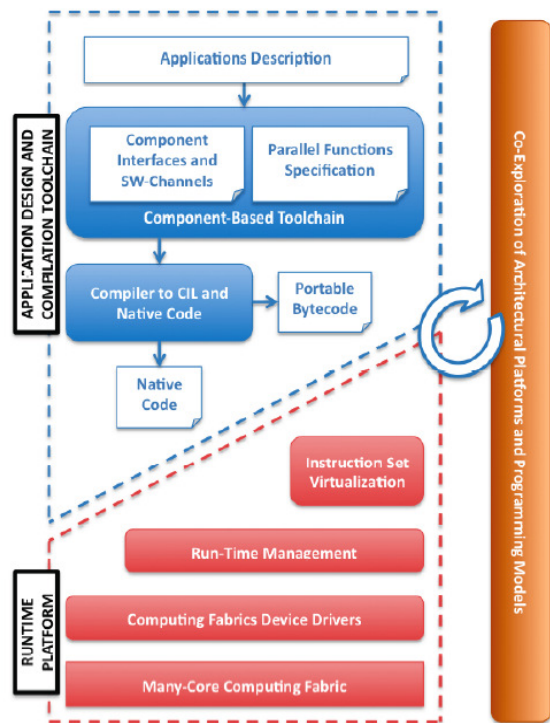 Applications Description
Component
Interfaces and
SW-Channels
Parallel Functions
Specification
Component-Based Toolchain
Compiler to CIL and
Native Code
Portable
Bytecode
Native
Code
APPLICATION DESIGN AND
COMPILATION TOOLCHAIN
Instruction Set
Virtualization
Run-Time Management
Computing Fabrics Device Drivers
Many-Core Computing Fabric
RUNTIME
PLATFORM
Co-Exploration of Architectural Platforms and Programming Models